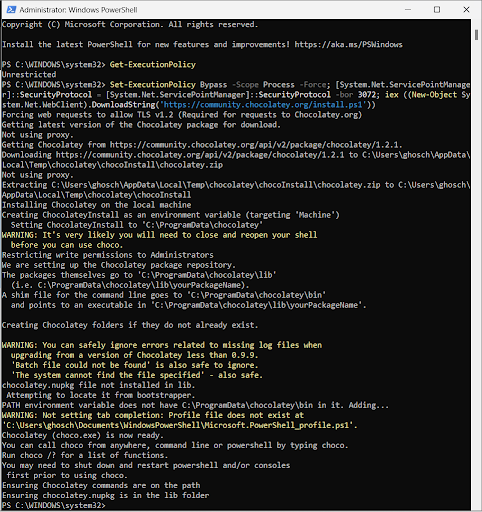 Administrator: Windows PowerShell
Copyright (C) Microsoft Corporation. All rights reserved.
Install the latest PowerShell for new features and improvements! https://aka.ms/PSWindows
PS C:\WINDOWS\system32> Get-ExecutionPolicy
Unrestricted
PS C:\WINDOWS\system32> Set-ExecutionPolicy Bypass -Scope Process -Force; [System.Net.ServicePointManage
r]::SecurityProtocol = [System.Net.ServicePointManager]::SecurityProtocol -bor 3072; iex ((New-Object Sy
stem.Net.WebClient).DownloadString('https://community.chocolatey.org/install.ps1'))
Forcing web requests to allow TLS v1.2 (Required for requests to Chocolatey.org)
Getting latest version of the Chocolatey package for download.
Not using proxy.
Getting Chocolatey from https://community.chocolatey.org/api/v2/package/chocolatey/1.2.1.
Downloading https://community.chocolatey.org/api/v2/package/chocolatey/1.2.1 to C:\Users\ghosch\AppData\
Local\Temp\chocolatey\chocoInstall\chocolatey.zip
Not using proxy.
Extracting C:\Users\ghosch\AppData\Local\Temp\chocolatey\chocoInstall\chocolatey.zip to C:\Users\ghosch\
AppData\Local\Temp\chocolatey\chocoInstall
Installing Chocolatey on the local machine
Creating ChocolateyInstall as an environment variable (targeting 'Machine')
Setting ChocolateyInstall to 'C:\ProgramData\chocolatey'
WARNING: It's very likely you will need to close and reopen your shell
before you can use choco.
Restricting write permissions to Administrators
We are setting up the Chocolatey package repository.
The packages themselves go to 'C:\ProgramData\chocolatey\lib'
(i.e. C:\ProgramData\chocolatey\lib\yourPackageName).
A shim file for the command line goes to 'C:\ProgramData\chocolatey\bin'
and points to an executable in 'C:\ProgramData\chocolatey\lib\yourPackageName'.
Creating Chocolatey folders if they do not already exist.
WARNING: You can safely ignore errors related to missing log files when
upgrading from a version of Chocolatey less than 0.9.9.
'Batch file could not be found' is also safe to ignore.
'The system cannot find the file specified' - also safe.
chocolatey.nupkg file not installed in lib.
Attempting to locate it from bootstrapper.
PATH environment variable does not have C:\ProgramData\chocolatey\bin in it. Adding...
WARNING: Not setting tab completion: Profile file does not exist at
'C:\Users\ghosch\Documents\WindowsPowerShell\Microsoft.PowerShell_profile.ps1'.
Chocolatey (choco.exe) is now ready.
You can call choco from anywhere, command line or powershell by typing choco.
Run choco /? for a list of functions.
You may need to shut down and restart powershell and/or consoles
first prior to using choco.
Ensuring Chocolatey commands are on the path
Ensuring chocolatey.nupkg is in the lib folder
PS C:\WINDOWS\system32>